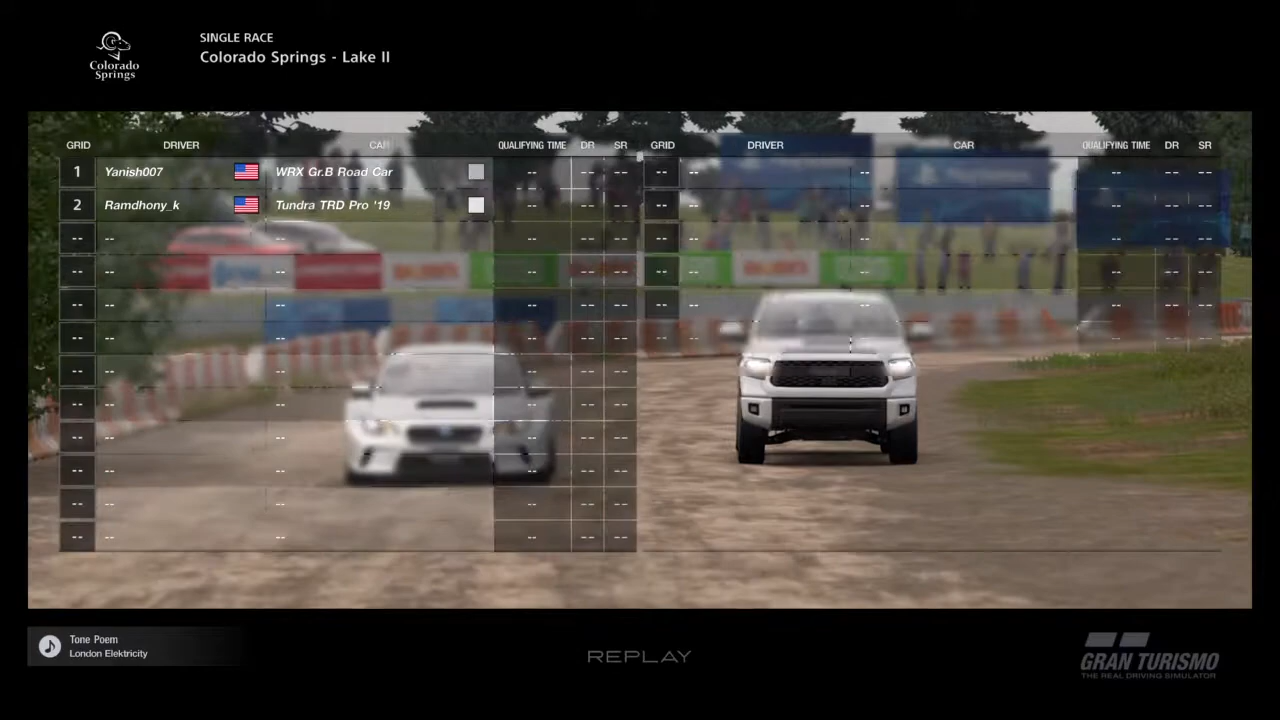 SINGLE RACE
Colorado Springs - Lake II
Colorado
Springs
GRID DRIVER CAR QUALIFYING TIME DR SR GRID DRIVER CAR QUALIFYING TIME DR SR
1 Yanish007 WRX Gr.B Road Car -- -- -- -- -- -- -- -- --
2 Ramdhony_k Tundra TRD Pro '19 -- -- -- -- -- -- -- -- --
-- -- -- -- -- -- -- -- -- -- -- --
-- -- -- -- -- -- -- -- -- -- -- --
-- -- -- -- -- -- -- -- -- -- -- --
-- -- -- -- -- -- -- -- -- -- -- --
-- -- -- -- -- --
-- -- -- -- -- --
-- -- -- -- -- --
-- -- -- -- -- --
-- -- -- -- -- --
-- -- -- -- -- --
Tone Poem
London Elektricity
REPLAY
GRAN TURISMO
THE REAL DRIVING SIMULATOR